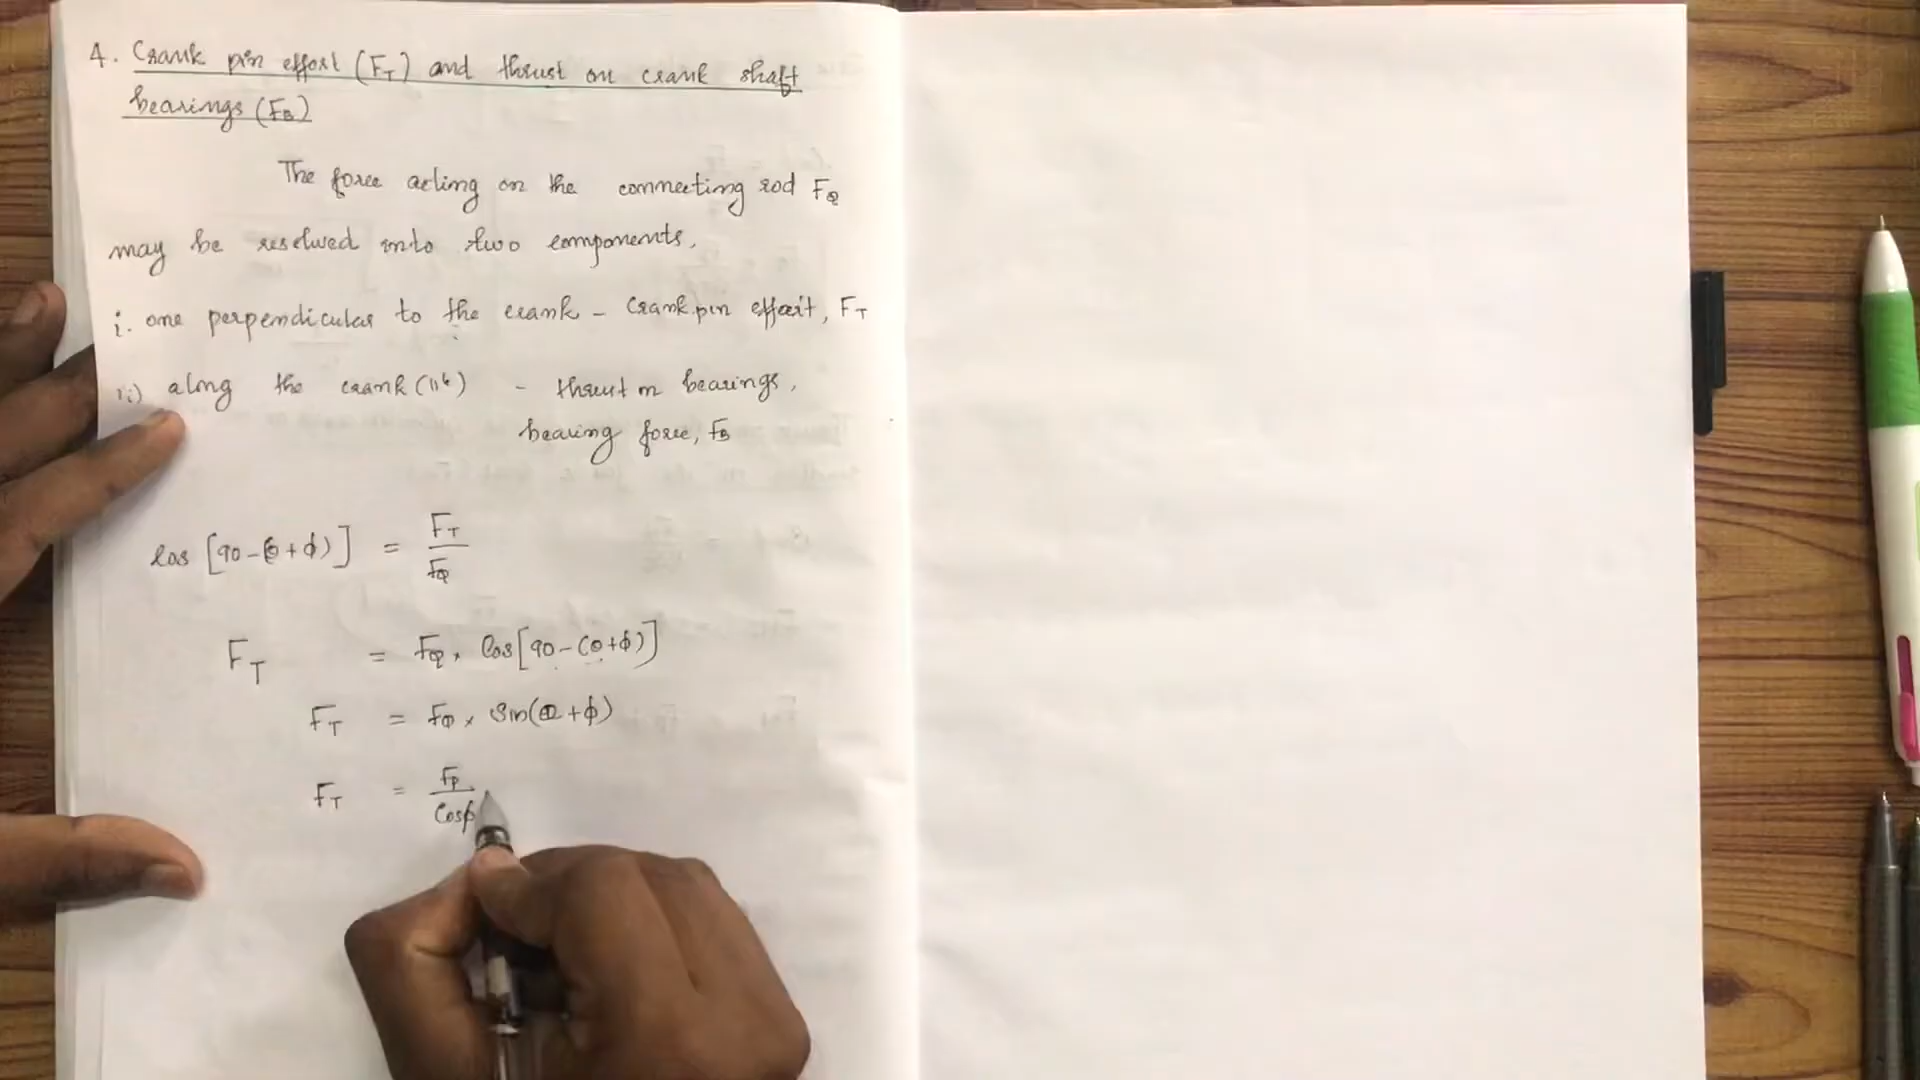 4. Crank pin effort (FT) and thrust on crank shaft
bearings (FB)
The force acting on the connecting rod FQ
may be resolved into two components,
i. one perpendicular to the crank - Crank pin effort, FT
ii) along the crank (11le) - thrust on bearings,
bearing force, FB
Cos [90-(θ+ϕ)] = FT/FQ
FT = FQ × Cos[90-(θ+ϕ)]
FT = FQ × Sin(θ+ϕ)
FT = FP/Cosϕ